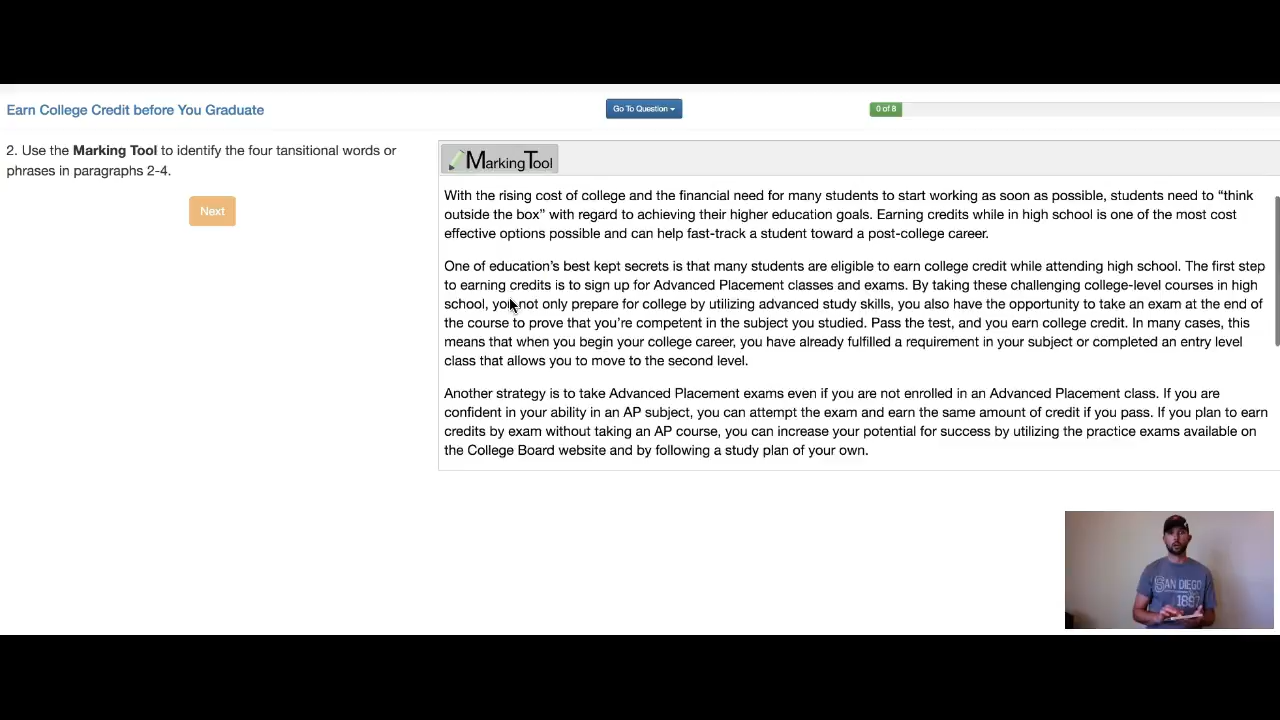 Earn College Credit before You Graduate
Go To Question
0 of 8
2. Use the Marking Tool to identify the four tansitional words or
phrases in paragraphs 2-4.
Next
MarkingTool
With the rising cost of college and the financial need for many students to start working as soon as possible, students need to “think
outside the box” with regard to achieving their higher education goals. Earning credits while in high school is one of the most cost
effective options possible and can help fast-track a student toward a post-college career.
One of education’s best kept secrets is that many students are eligible to earn college credit while attending high school. The first step
to earning credits is to sign up for Advanced Placement classes and exams. By taking these challenging college-level courses in high
school, you not only prepare for college by utilizing advanced study skills, you also have the opportunity to take an exam at the end of
the course to prove that you’re competent in the subject you studied. Pass the test, and you earn college credit. In many cases, this
means that when you begin your college career, you have already fulfilled a requirement in your subject or completed an entry level
class that allows you to move to the second level.
Another strategy is to take Advanced Placement exams even if you are not enrolled in an Advanced Placement class. If you are
confident in your ability in an AP subject, you can attempt the exam and earn the same amount of credit if you pass. If you plan to earn
credits by exam without taking an AP course, you can increase your potential for success by utilizing the practice exams available on
the College Board website and by following a study plan of your own.
SAN DIEGO
1897